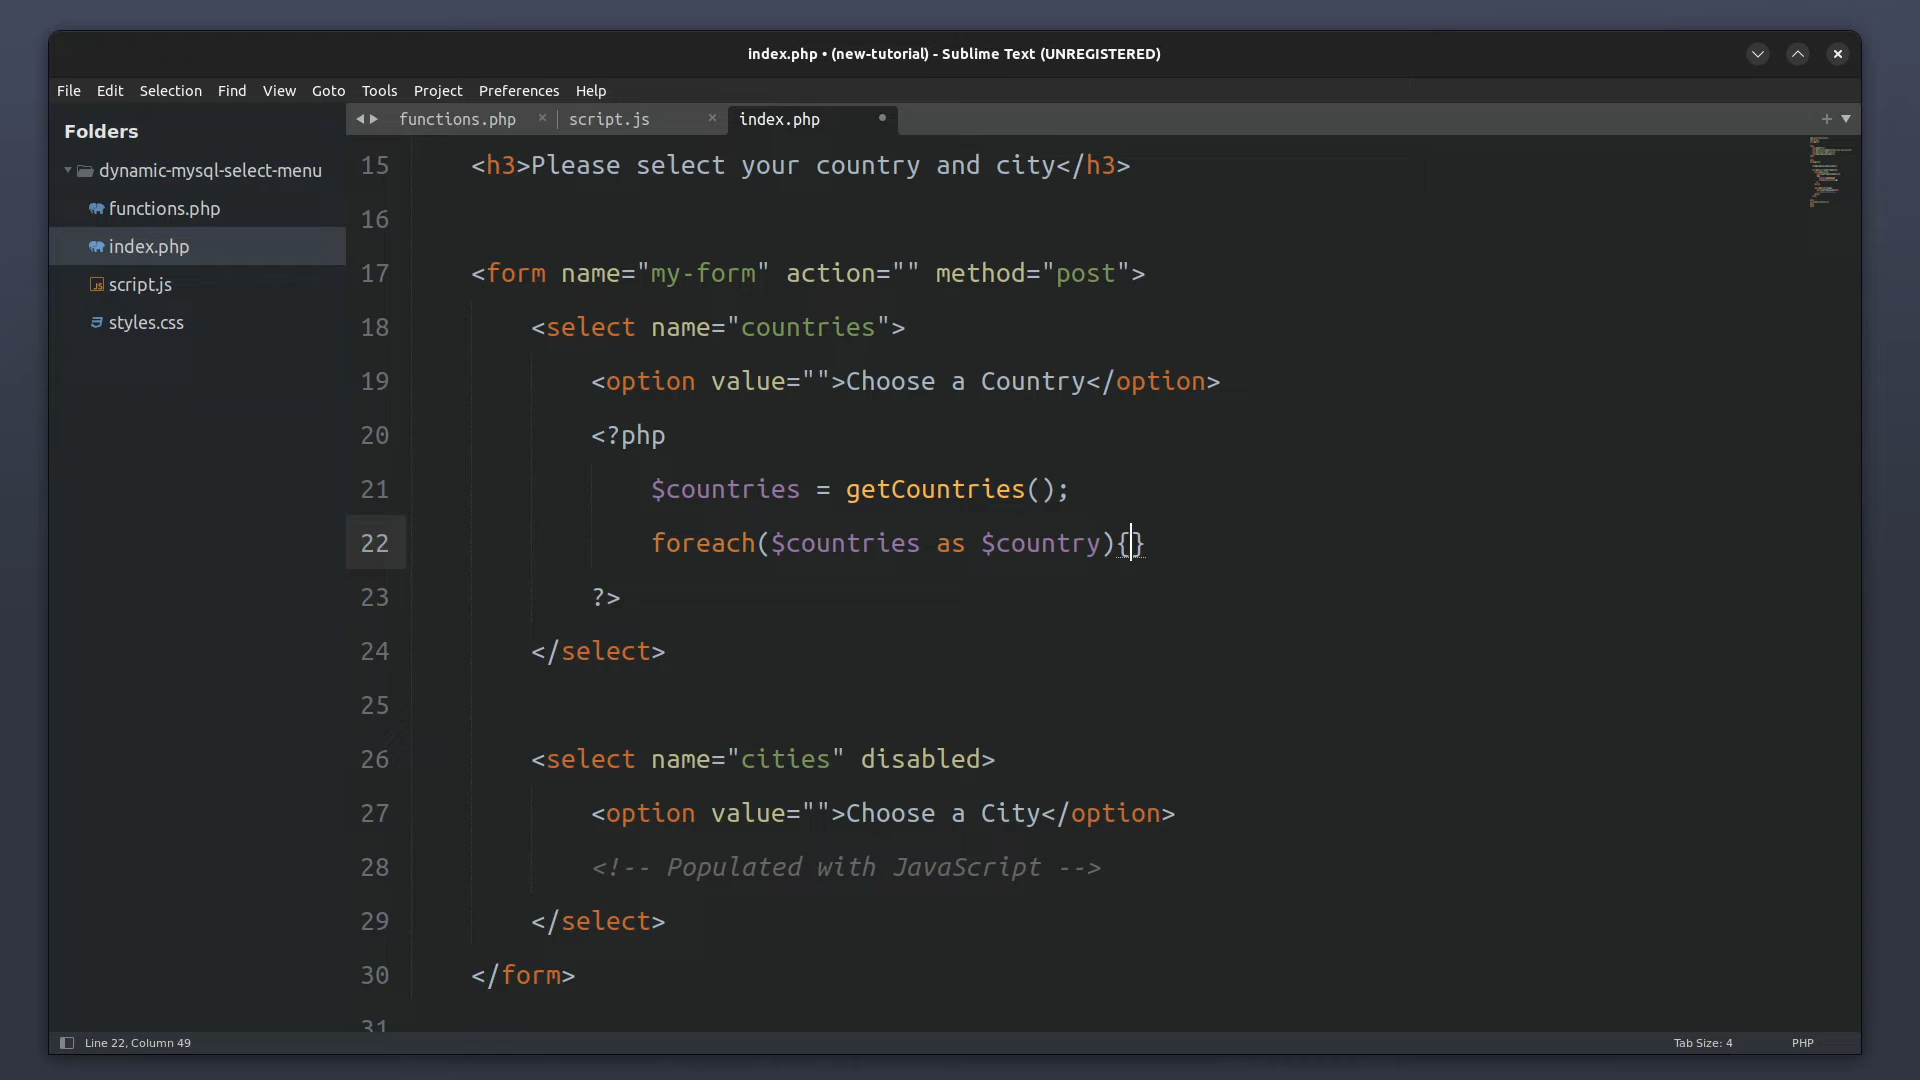 index.php • (new-tutorial) - Sublime Text (UNREGISTERED)
File Edit Selection Find View Goto Tools Project Preferences Help
Folders
dynamic-mysql-select-menu
functions.php
index.php
script.js
styles.css
functions.php × script.js × index.php
15 <h3>Please select your country and city</h3>
16
17 <form name="my-form" action="" method="post">
18 <select name="countries">
19 <option value="">Choose a Country</option>
20 <?php
21 $countries = getCountries();
22 foreach($countries as $country){}
23 ?>
24 </select>
25
26 <select name="cities" disabled>
27 <option value="">Choose a City</option>
28 <!-- Populated with JavaScript -->
29 </select>
30 </form>
31
Line 22, Column 49
Tab Size: 4 PHP